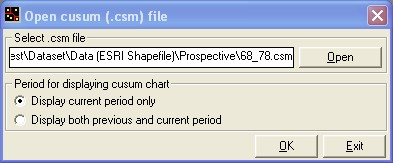 Open cusum (.csm) file
Select .csm file
est\Dataset\Data (ESRI Shapefile)\Prospective\68_78.csm
Open
Period for displaying cusum chart
Display current period only
Display both previous and current period
OK
Exit